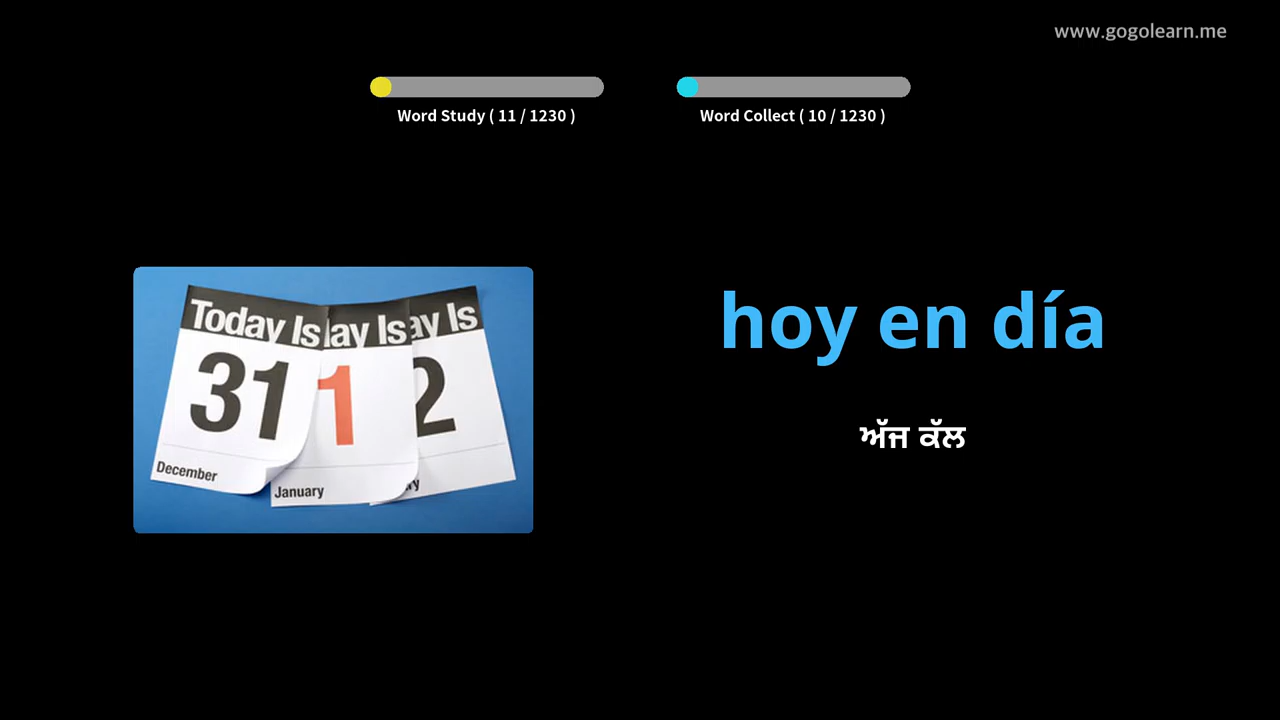 www.gogolearn.me
Word Study ( 11 / 1230 )
Word Collect ( 10 / 1230 )
Today Is
31
December
ay Is
1
January
ay Is
2
ry
hoy en día
ਅੱਜ ਕੱਲ